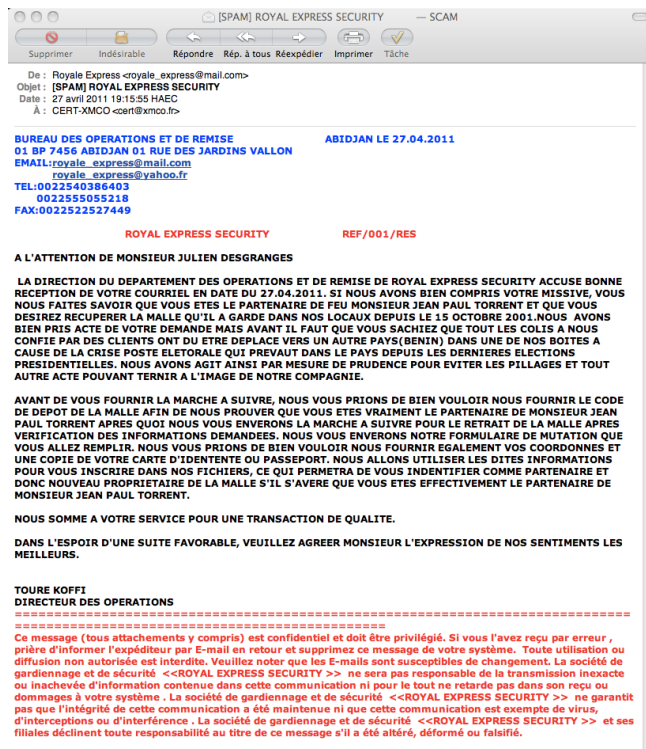 [SPAM] ROYAL EXPRESS SECURITY — SCAM
Supprimer Indésirable Répondre Rép. à tous Réexpédier Imprimer Tâche
De : Royale Express <royale_express@mail.com>
Objet : [SPAM] ROYAL EXPRESS SECURITY
Date : 27 avril 2011 19:15:55 HAEC
À : CERT-XMCO <cert@xmco.fr>
BUREAU DES OPERATIONS ET DE REMISE ABIDJAN LE 27.04.2011
01 BP 7456 ABIDJAN 01 RUE DES JARDINS VALLON
EMAIL:royale_express@mail.com
royale_express@yahoo.fr
TEL:0022540386403
0022555055218
FAX:0022522527449
ROYAL EXPRESS SECURITY REF/001/RES
A L'ATTENTION DE MONSIEUR JULIEN DESGRANGES
LA DIRECTION DU DEPARTEMENT DES OPERATIONS ET DE REMISE DE ROYAL EXPRESS SECURITY ACCUSE BONNE
RECEPTION DE VOTRE COURRIEL EN DATE DU 27.04.2011. SI NOUS AVONS BIEN COMPRIS VOTRE MISSIVE, VOUS
NOUS FAITES SAVOIR QUE VOUS ETES LE PARTENAIRE DE FEU MONSIEUR JEAN PAUL TORRENT ET QUE VOUS
DESIREZ RECUPERER LA MALLE QU'IL A GARDE DANS NOS LOCAUX DEPUIS LE 15 OCTOBRE 2001.NOUS AVONS
BIEN PRIS ACTE DE VOTRE DEMANDE MAIS AVANT IL FAUT QUE VOUS SACHIEZ QUE TOUT LES COLIS A NOUS
CONFIE PAR DES CLIENTS ONT DU ETRE DEPLACE VERS UN AUTRE PAYS(BENIN) DANS UNE DE NOS BOITES A
CAUSE DE LA CRISE POSTE ELETORALE QUI PREVAUT DANS LE PAYS DEPUIS LES DERNIERES ELECTIONS
PRESIDENTIELLES. NOUS AVONS AGIT AINSI PAR MESURE DE PRUDENCE POUR EVITER LES PILLAGES ET TOUT
AUTRE ACTE POUVANT TERNIR A L'IMAGE DE NOTRE COMPAGNIE.
AVANT DE VOUS FOURNIR LA MARCHE A SUIVRE, NOUS VOUS PRIONS DE BIEN VOULOIR NOUS FOURNIR LE CODE
DE DEPOT DE LA MALLE AFIN DE NOUS PROUVER QUE VOUS ETES VRAIMENT LE PARTENAIRE DE MONSIEUR JEAN
PAUL TORRENT APRES QUOI NOUS VOUS ENVERONS LA MARCHE A SUIVRE POUR LE RETRAIT DE LA MALLE APRES
VERIFICATION DES INFORMATIONS DEMANDEES. NOUS VOUS ENVERONS NOTRE FORMULAIRE DE MUTATION QUE
VOUS ALLEZ REMPLIR. NOUS VOUS PRIONS DE BIEN VOULOIR NOUS FOURNIR EGALEMENT VOS COORDONNES ET
UNE COPIE DE VOTRE CARTE D'IDENTENTE OU PASSEPORT. NOUS ALLONS UTILISER LES DITES INFORMATIONS
POUR VOUS INSCRIRE DANS NOS FICHIERS, CE QUI PERMETRA DE VOUS INDENTIFIER COMME PARTENAIRE ET
DONC NOUVEAU PROPRIETAIRE DE LA MALLE S'IL S'AVERE QUE VOUS ETES EFFECTIVEMENT LE PARTENAIRE DE
MONSIEUR JEAN PAUL TORRENT.
NOUS SOMME A VOTRE SERVICE POUR UNE TRANSACTION DE QUALITE.
DANS L'ESPOIR D'UNE SUITE FAVORABLE, VEUILLEZ AGREER MONSIEUR L'EXPRESSION DE NOS SENTIMENTS LES
MEILLEURS.
TOURE KOFFI
DIRECTEUR DES OPERATIONS
==============================================================================
===============================================
Ce message (tous attachements y compris) est confidentiel et doit être privilégié. Si vous l'avez reçu par erreur ,
prière d'informer l'expéditeur par E-mail en retour et supprimez ce message de votre système. Toute utilisation ou
diffusion non autorisée est interdite. Veuillez noter que les E-mails sont susceptibles de changement. La société de
gardiennage et de sécurité <<ROYAL EXPRESS SECURITY >> ne sera pas responsable de la transmission inexacte
ou inachevée d'information contenue dans cette communication ni pour le tout ne retarde pas dans son reçu ou
dommages à votre système . La société de gardiennage et de sécurité <<ROYAL EXPRESS SECURITY >> ne garantit
pas que l'intégrité de cette communication a été maintenue ni que cette communication est exempte de virus,
d'interceptions ou d'interférence . La société de gardiennage et de sécurité <<ROYAL EXPRESS SECURITY >> et ses
filiales déclinent toute responsabilité au titre de ce message s'il a été altéré, déformé ou falsifié.